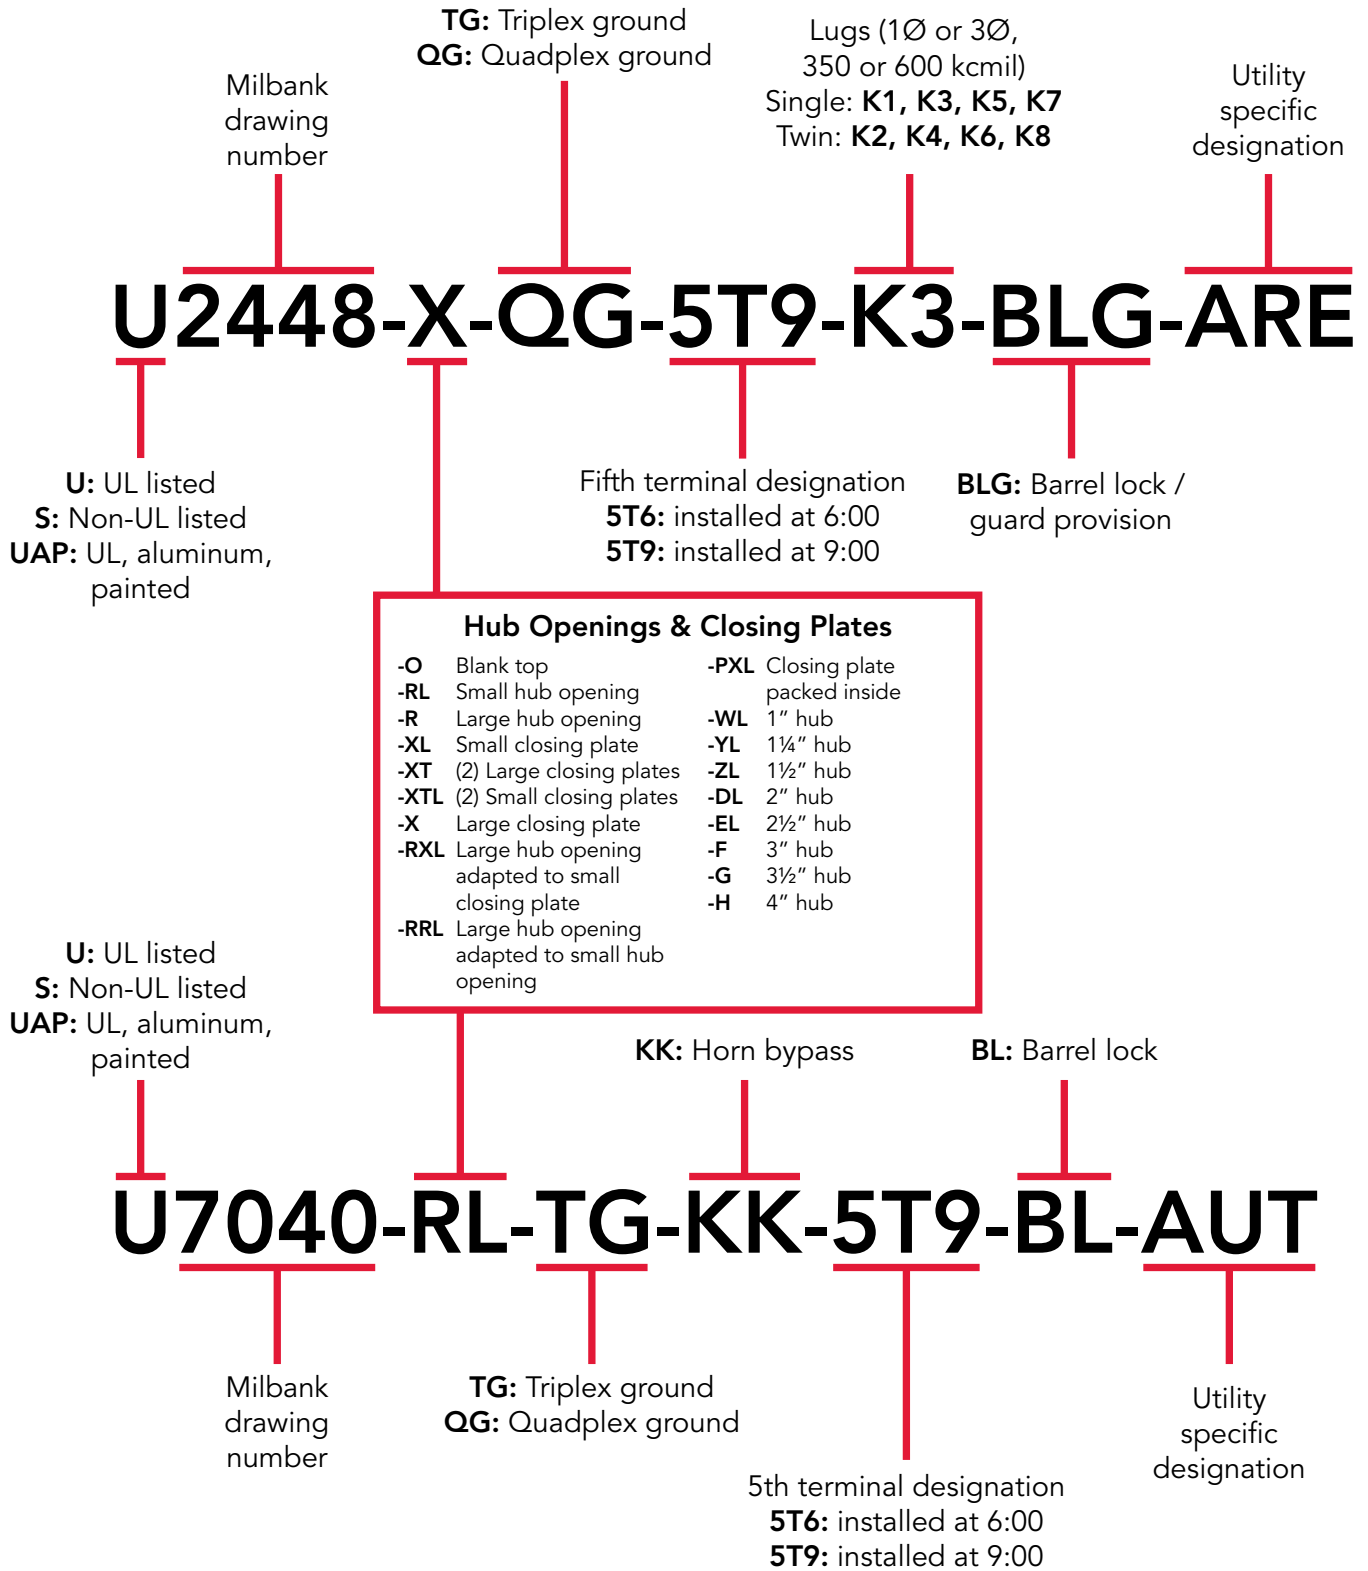 TG: Triplex ground
QG: Quadplex ground
Lugs (1Ø or 3Ø,
350 or 600 kcmil)
Single: K1, K3, K5, K7
Twin: K2, K4, K6, K8
Milbank
drawing
number
Utility
specific
designation
U2448-X-QG-5T9-K3-BLG-ARE
U: UL listed
S: Non-UL listed
UAP: UL, aluminum,
painted
Fifth terminal designation
5T6: installed at 6:00
5T9: installed at 9:00
BLG: Barrel lock /
guard provision
Hub Openings & Closing Plates
-O Blank top
-RL Small hub opening
-R Large hub opening
-XL Small closing plate
-XT (2) Large closing plates
-XTL (2) Small closing plates
-X Large closing plate
-RXL Large hub opening
adapted to small
closing plate
-RRL Large hub opening
adapted to small hub
opening
-PXL Closing plate
packed inside
-WL 1” hub
-YL 1¼” hub
-ZL 1½” hub
-DL 2” hub
-EL 2½” hub
-F 3” hub
-G 3½” hub
-H 4” hub
U: UL listed
S: Non-UL listed
UAP: UL, aluminum,
painted
KK: Horn bypass
BL: Barrel lock
U7040-RL-TG-KK-5T9-BL-AUT
Milbank
drawing
number
TG: Triplex ground
QG: Quadplex ground
5th terminal designation
5T6: installed at 6:00
5T9: installed at 9:00
Utility
specific
designation